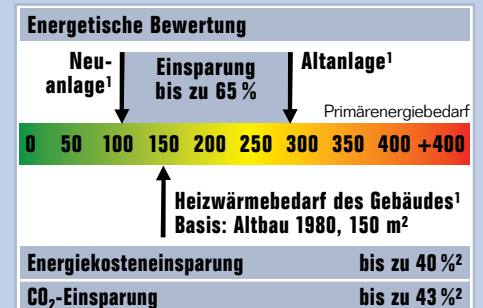 Energetische Bewertung
Neu-
anlage¹
Einsparung
bis zu 65 %
Altanlage¹
Primärenergiebedarf
0 50 100 150 200 250 300 350 400 +400
Heizwärmebedarf des Gebäudes¹
Basis: Altbau 1980, 150 m²
Energiekosteneinsparung bis zu 40 %²
CO₂-Einsparung bis zu 43 %²